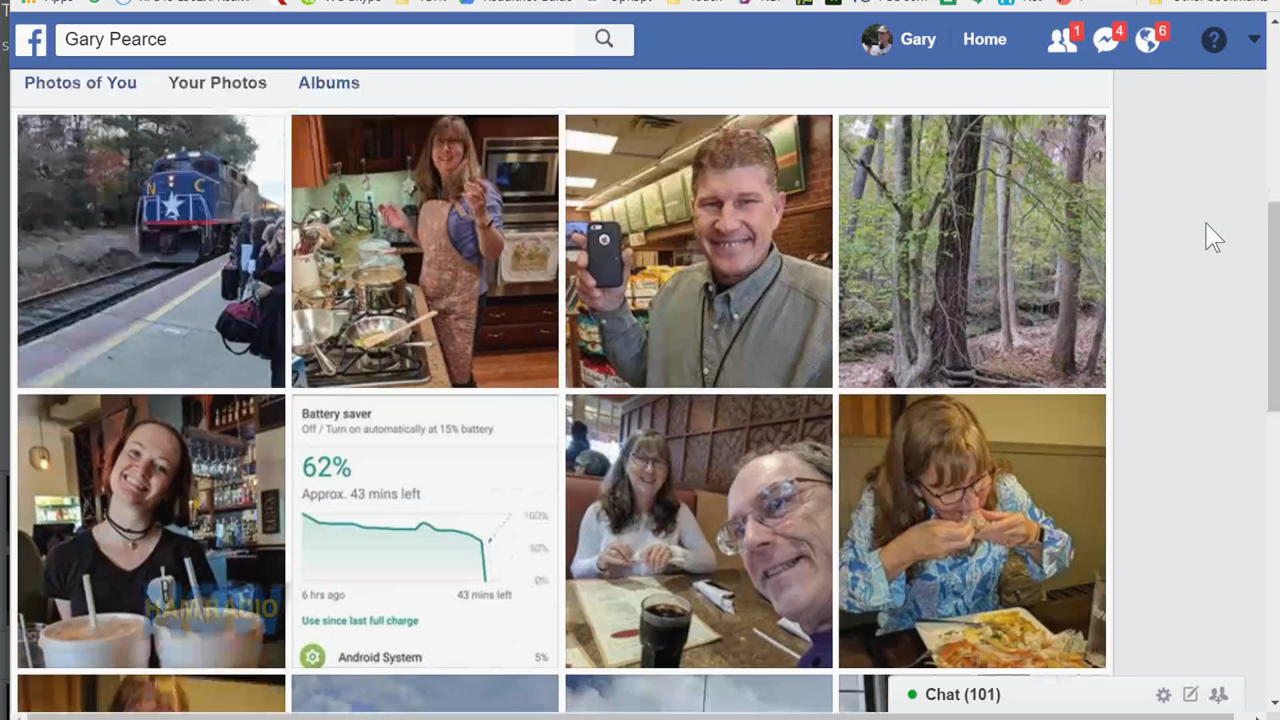 Gary Pearce
Gary
Home
1
4
6
?
Photos of You
Your Photos
Albums
N C
Battery saver
Off / Turn on automatically at 15% battery
62%
Approx. 43 mins left
100%
50%
0%
6 hrs ago
43 mins left
Use since last full charge
Android System
5%
HAMRADIO
Chat (101)